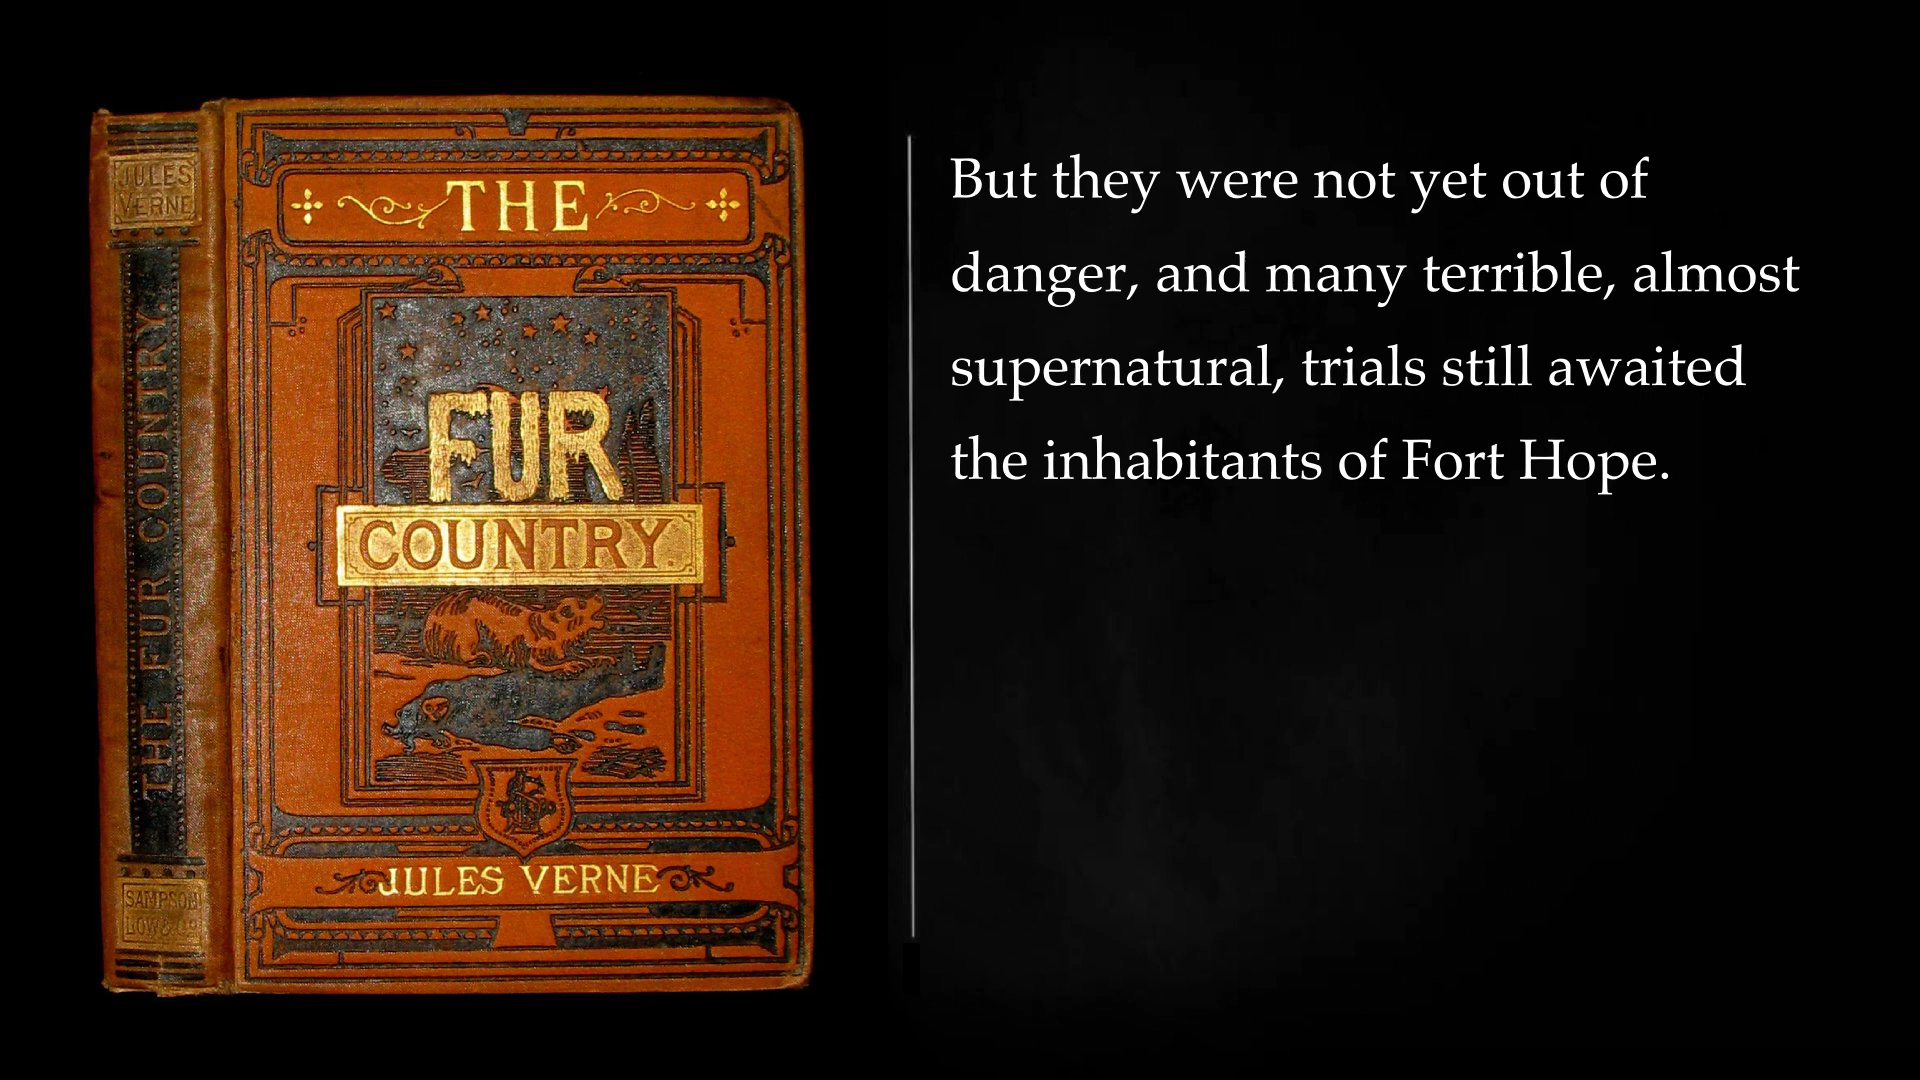 JULES
VERNE
THE FUR COUNTRY.
SAMPSON
LOW & Co
THE
FUR
COUNTRY.
JULES VERNE
But they were not yet out of
danger, and many terrible, almost
supernatural, trials still awaited
the inhabitants of Fort Hope.